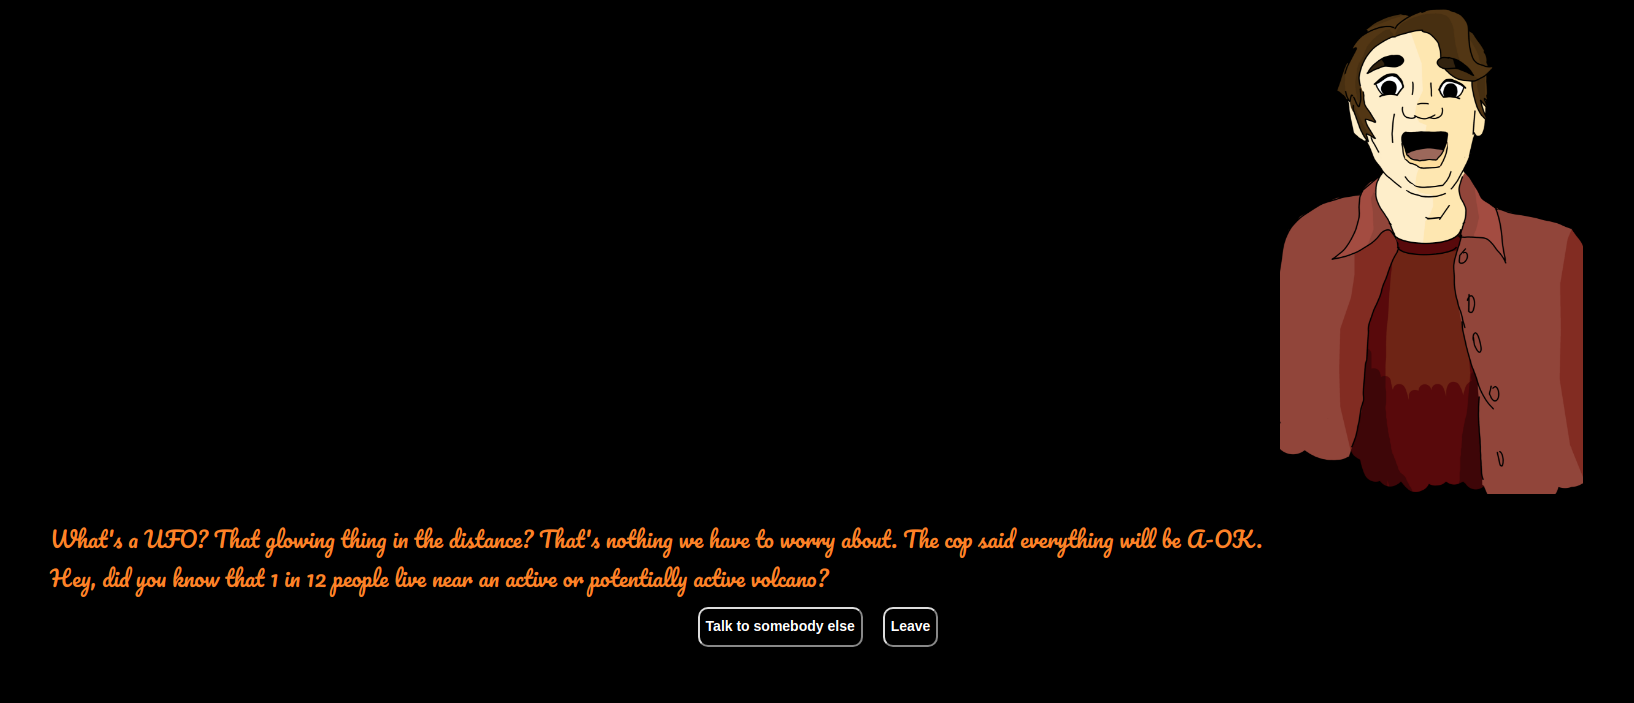 What's a UFO? That glowing thing in the distance? That's nothing we have to worry about. The cop said everything will be A-OK.
Hey, did you know that 1 in 12 people live near an active or potentially active volcano?
Talk to somebody else Leave